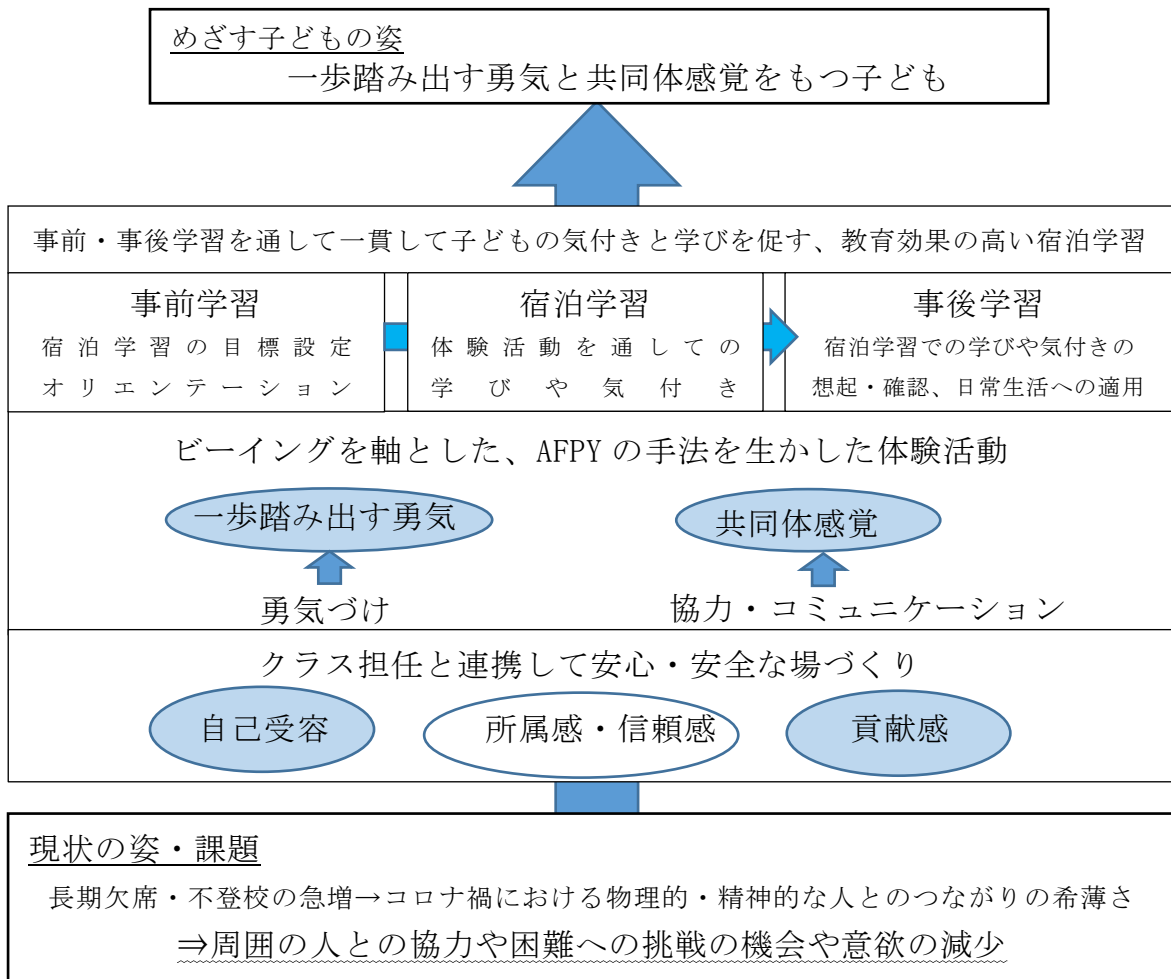 めざす子どもの姿
一歩踏み出す勇気と共同体感覚をもつ子ども
事前・事後学習を通して一貫して子どもの気付きと学びを促す、教育効果の高い宿泊学習
事前学習
宿泊学習の目標設定
オリエンテーション
宿泊学習
体験活動を通しての
学びや気付き
事後学習
宿泊学習での学びや気付きの
想起・確認、日常生活への適用
ビーイングを軸とした、AFPYの手法を生かした体験活動
一歩踏み出す勇気
共同体感覚
勇気づけ
協力・コミュニケーション
クラス担任と連携して安心・安全な場づくり
自己受容
所属感・信頼感
貢献感
現状の姿・課題
長期欠席・不登校の急増→コロナ禍における物理的・精神的な人とのつながりの希薄さ
⇒周囲の人との協力や困難への挑戦の機会や意欲の減少